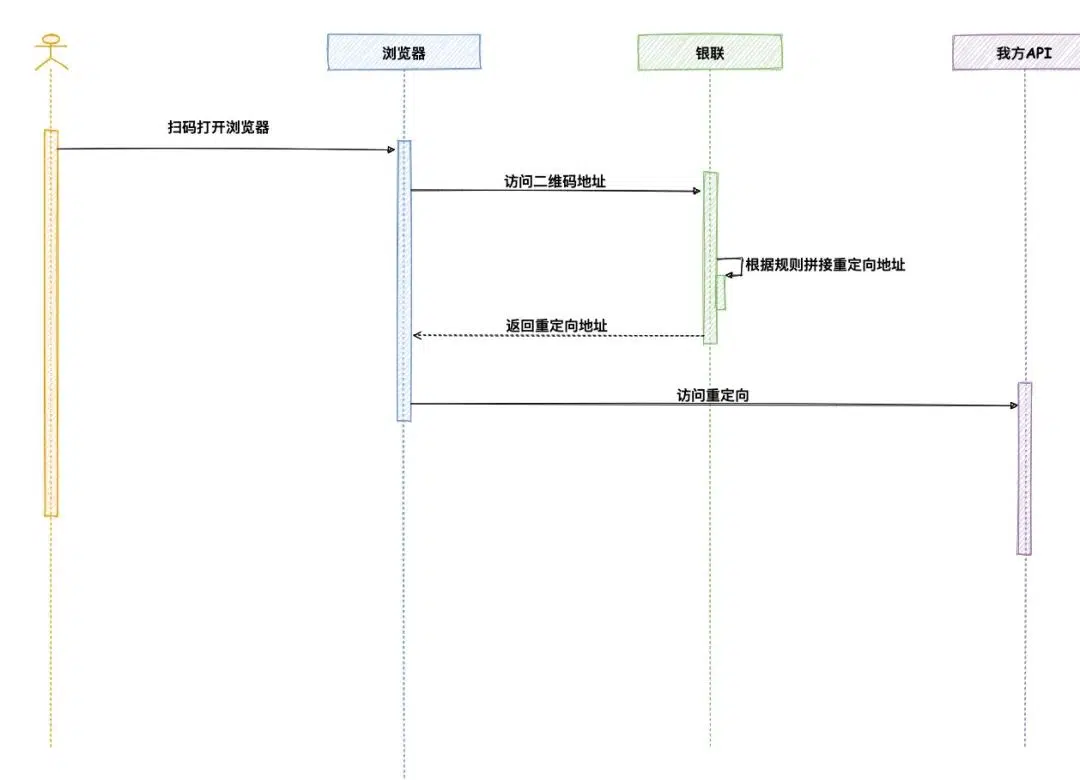 浏览器
银联
我方API
扫码打开浏览器
访问二维码地址
根据规则拼接重定向地址
返回重定向地址
访问重定向